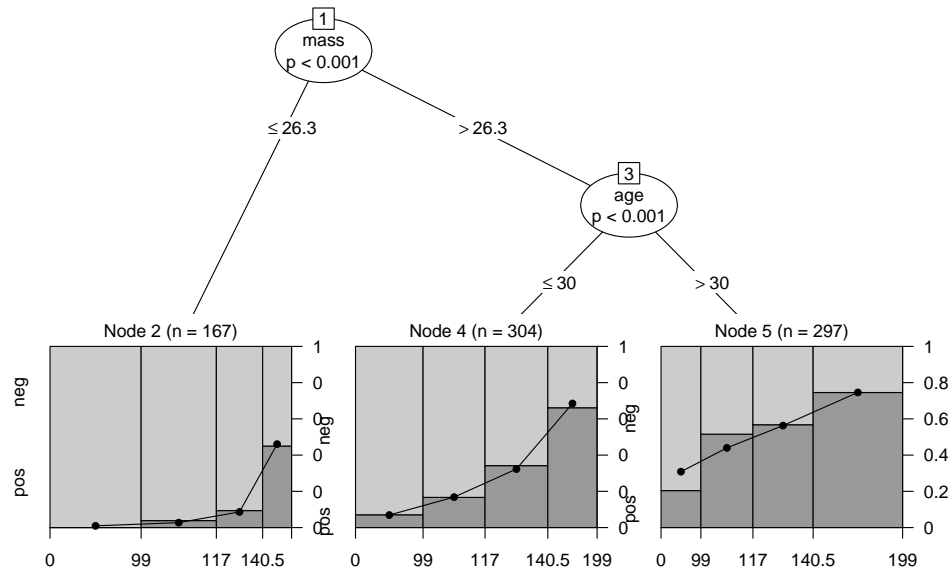 1
mass
p < 0.001
≤ 26.3
> 26.3
3
age
p < 0.001
≤ 30
> 30
Node 2 (n = 167)
neg
pos
0
99
117
140.5
1
0
0
0
0
0
Node 4 (n = 304)
neg
pos
0
99
117
140.5
199
1
0
0
0
0
0
Node 5 (n = 297)
neg
pos
0
99
117
140.5
199
1
0.8
0.6
0.4
0.2
0